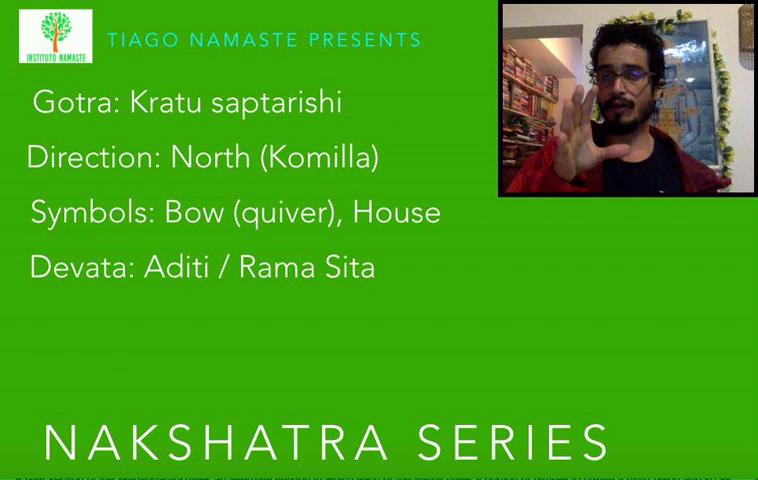 INSTITUTO NAMASTE
TIAGO NAMASTE PRESENTS
Gotra: Kratu saptarishi
Direction: North (Komilla)
Symbols: Bow (quiver), House
Devata: Aditi / Rama Sita
NAKSHATRA SERIES